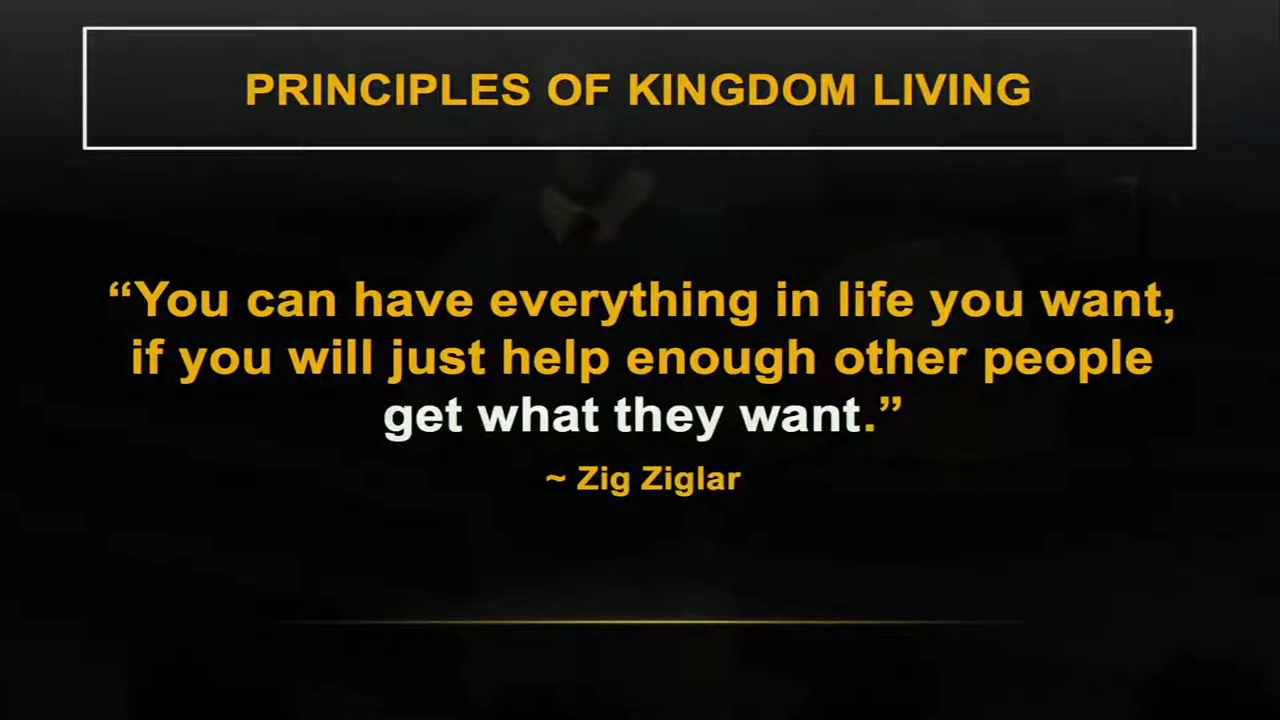 PRINCIPLES OF KINGDOM LIVING
“You can have everything in life you want,
if you will just help enough other people
get what they want.”
~ Zig Ziglar